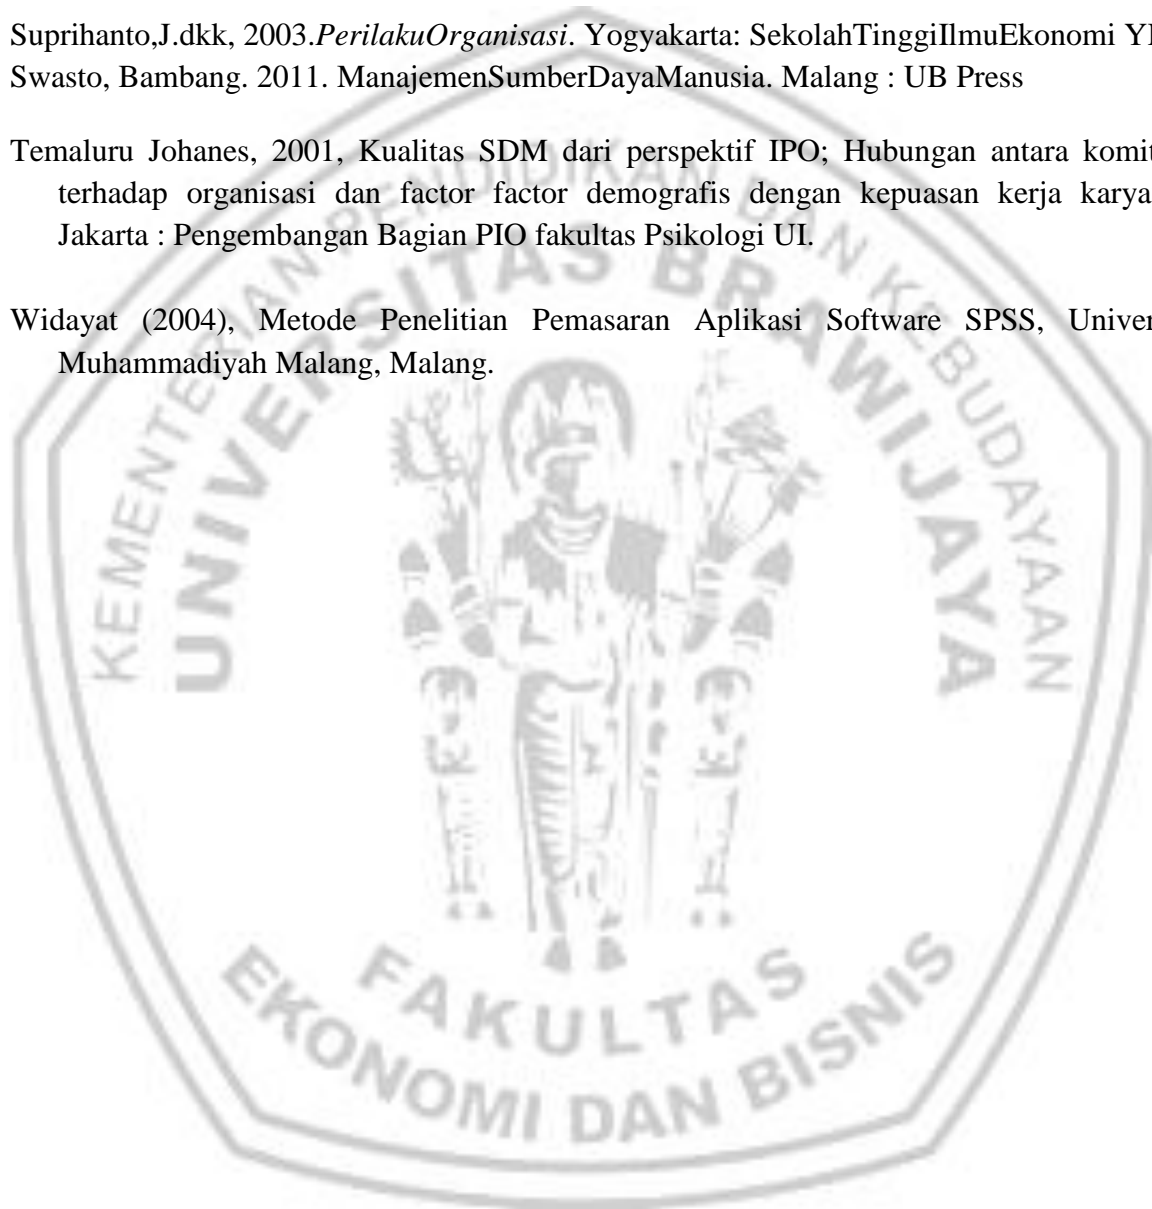 Suprihanto,J.dkk, 2003.PerilakuOrganisasi. Yogyakarta: SekolahTinggiIlmuEkonomi
Swasto, Bambang. 2011. ManajemenSumberDayaManusia. Malang : UB Press
Temaluru Johanes, 2001, Kualitas SDM dari perspektif IPO; Hubungan antara komit
terhadap organisasi dan factor factor demografis dengan kepuasan kerja karya
Jakarta : Pengembangan Bagian PIO fakultas Psikologi UI.
Widayat (2004), Metode Penelitian Pemasaran Aplikasi Software SPSS, Univer
Muhammadiyah Malang, Malang.
KEMENTERIAN PENDIDIKAN DAN KEBUDAYAAN
UNIVERSITAS BRAWIJAYA
FAKULTAS
EKONOMI DAN BISNIS